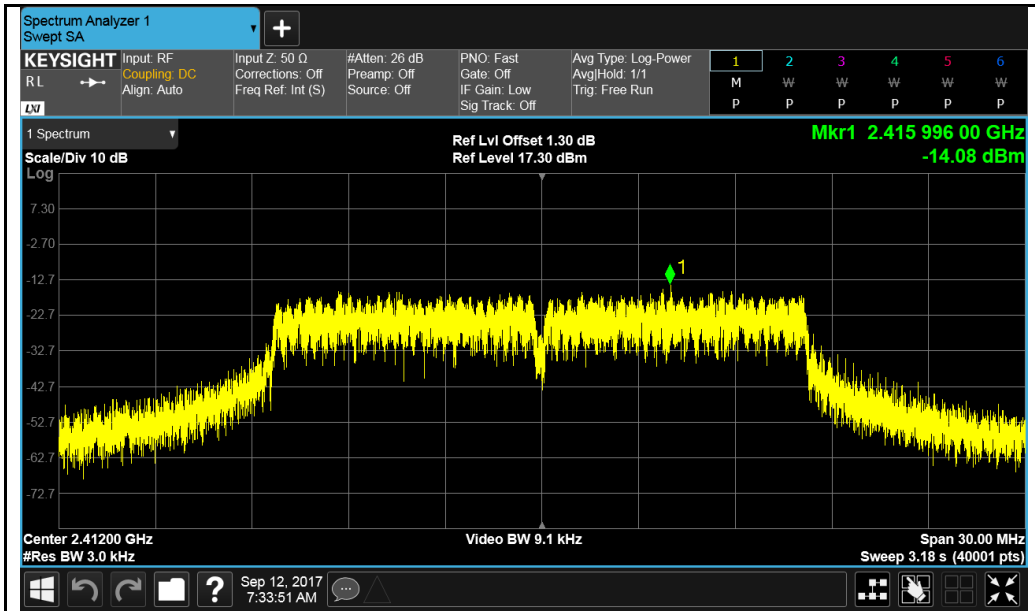 Spectrum Analyzer 1
Swept SA
+
KEYSIGHT
RL
LXI
Input: RF
Coupling: DC
Align: Auto
Input Z: 50 Ω
Corrections: Off
Freq Ref: Int (S)
#Atten: 26 dB
Preamp: Off
Source: Off
PNO: Fast
Gate: Off
IF Gain: Low
Sig Track: Off
Avg Type: Log-Power
Avg|Hold: 1/1
Trig: Free Run
1 2 3 4 5 6
M W W W W W
P P P P P P
1 Spectrum
Scale/Div 10 dB
Log
Ref Lvl Offset 1.30 dB
Ref Level 17.30 dBm
Mkr1 2.415 996 00 GHz
-14.08 dBm
7.30
-2.70
-12.7
1
-22.7
-32.7
-42.7
-52.7
-62.7
-72.7
Center 2.41200 GHz
#Res BW 3.0 kHz
Video BW 9.1 kHz
Span 30.00 MHz
Sweep 3.18 s (40001 pts)
?
Sep 12, 2017
7:33:51 AM